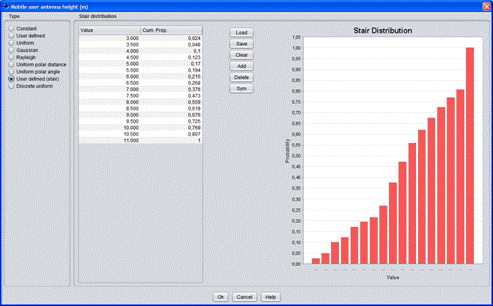 Mobile user antenna height (m)
Type
Constant
User defined
Uniform
Gaussian
Rayleigh
Uniform polar distance
Uniform polar angle
User defined (stair)
Discrete uniform
Stair distribution
Value Cum. Prop.
3.000 0,024
3.500 0,048
4.000 0,1
4.500 0,123
5.000 0,17
5.500 0,194
6.000 0,215
6.500 0,268
7.000 0,376
7.500 0,473
8.000 0,559
8.500 0,619
9.000 0,676
9.500 0,725
10.000 0,769
10.500 0,807
11.000 1
Load
Save
Clear
Add
Delete
Sym
Stair Distribution
1,05
1,00
0,95
0,90
0,85
0,80
0,75
0,70
0,65
0,60
0,55
0,50
0,45
0,40
0,35
0,30
0,25
0,20
0,15
0,10
0,05
0,00
Probability
Value
Ok
Cancel
Help